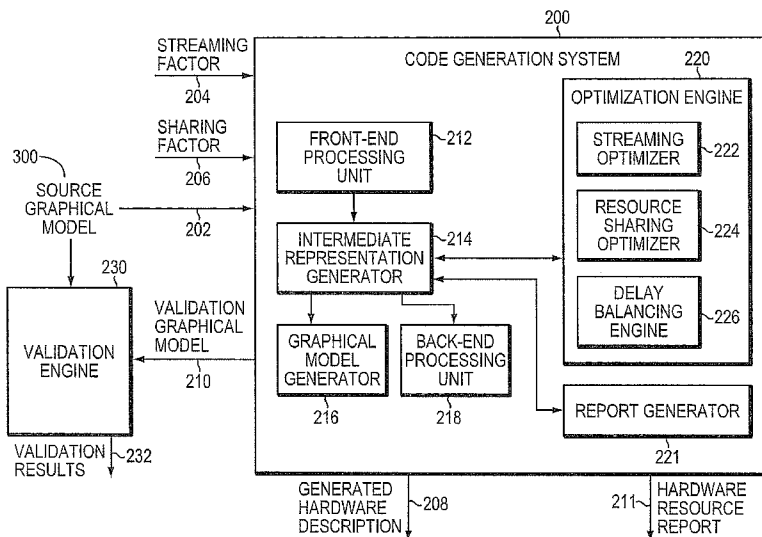 200
CODE GENERATION SYSTEM
STREAMING
FACTOR
204
SHARING
FACTOR
206
300
SOURCE
GRAPHICAL
MODEL
202
230
VALIDATION
ENGINE
VALIDATION
GRAPHICAL
MODEL
210
VALIDATION
RESULTS
232
FRONT-END
PROCESSING
UNIT
212
INTERMEDIATE
REPRESENTATION
GENERATOR
214
GRAPHICAL
MODEL
GENERATOR
216
BACK-END
PROCESSING
UNIT
218
220
OPTIMIZATION ENGINE
STREAMING
OPTIMIZER
222
RESOURCE
SHARING
OPTIMIZER
224
DELAY
BALANCING
ENGINE
226
REPORT GENERATOR
221
GENERATED
HARDWARE
DESCRIPTION
208
211
HARDWARE
RESOURCE
REPORT